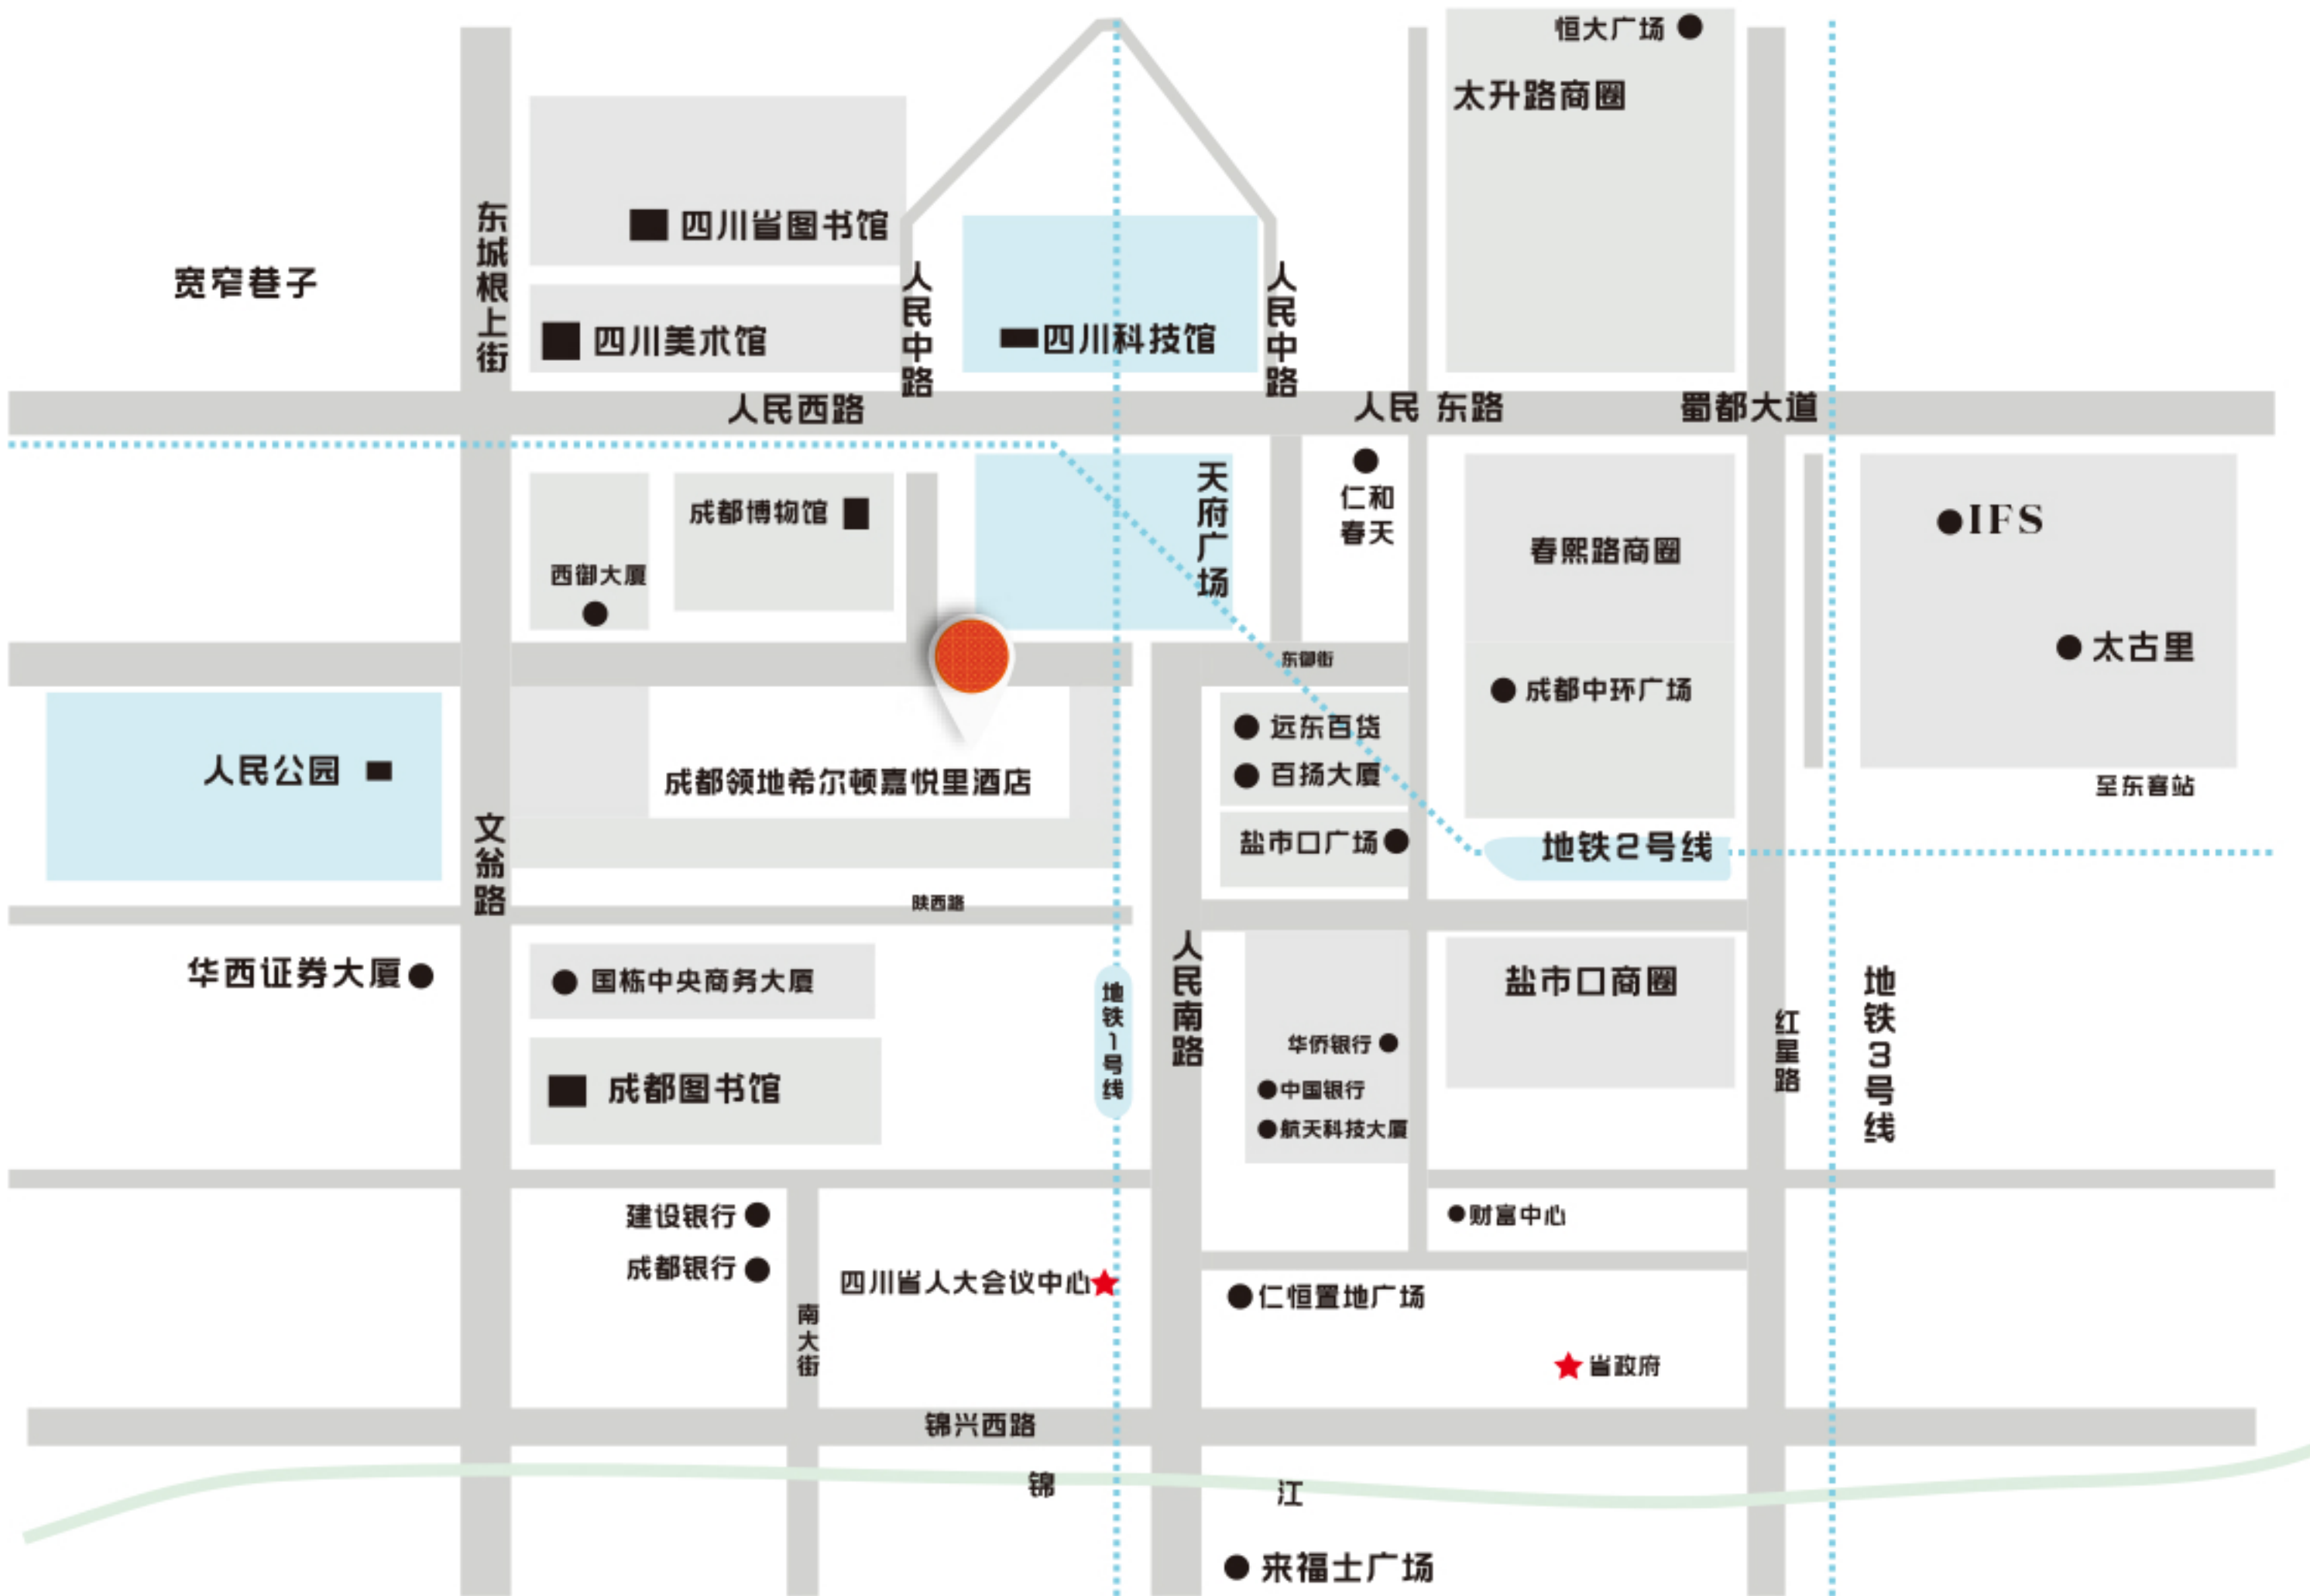 恒大广场
太升路商圈
东城根上街
四川省图书馆
宽窄巷子
人民中路
人民中路
四川美术馆
四川科技馆
人民西路
人民 东路
蜀都大道
天府广场
仁和
春天
成都博物馆
IFS
春熙路商圈
西御大厦
东御街
太古里
成都中环广场
远东百货
人民公园
百扬大厦
成都领地希尔顿嘉悦里酒店
至东客站
文翁路
盐市口广场
地铁2号线
陕西路
人民南路
华西证券大厦
国栋中央商务大厦
盐市口商圈
地铁1号线
地铁3号线
红星路
华侨银行
成都图书馆
中国银行
航天科技大厦
建设银行
财富中心
成都银行
四川省人大会议中心
仁恒置地广场
南大街
省政府
锦兴西路
锦
江
来福士广场